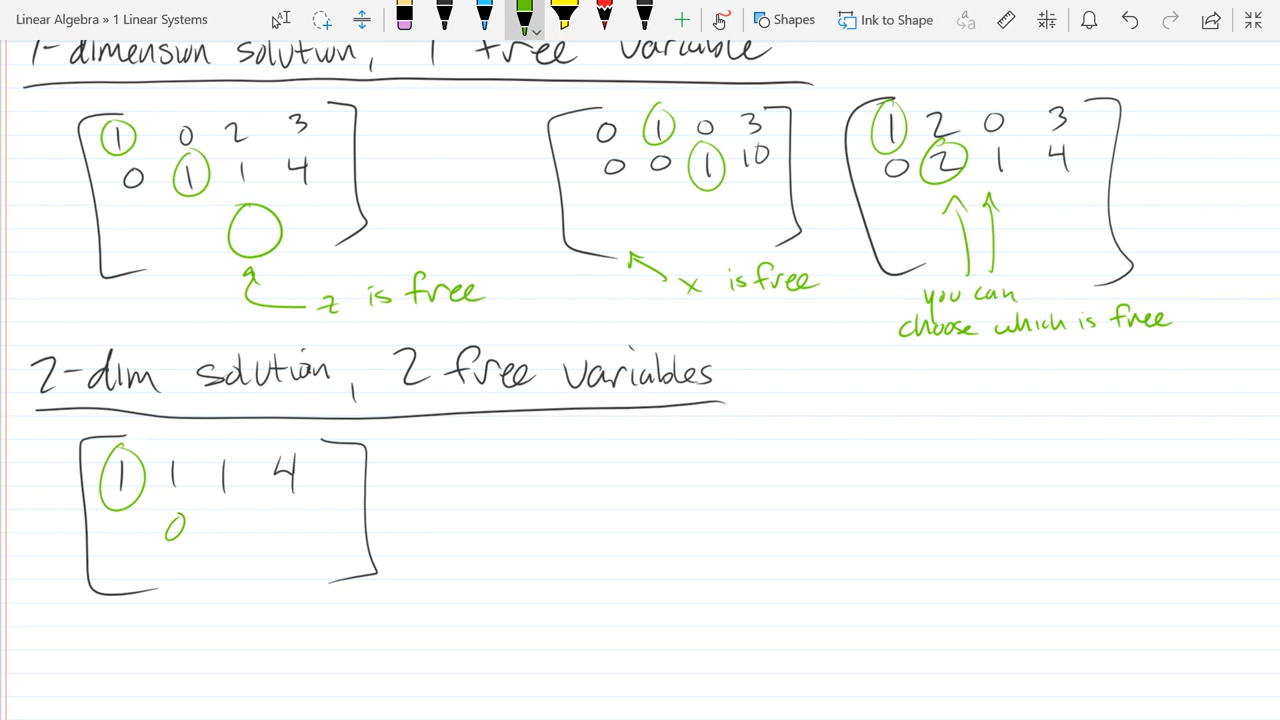 Linear Algebra » 1 Linear Systems
Shapes
Ink to Shape
1-dimension solution, 1 free variable
1 0 2 3
0 1 1 4
z is free
0 1 0 3
0 0 1 10
x is free
1 2 0 3
0 2 1 4
you can
choose which is free
2-dim solution, 2 free variables
1 1 1 4
0